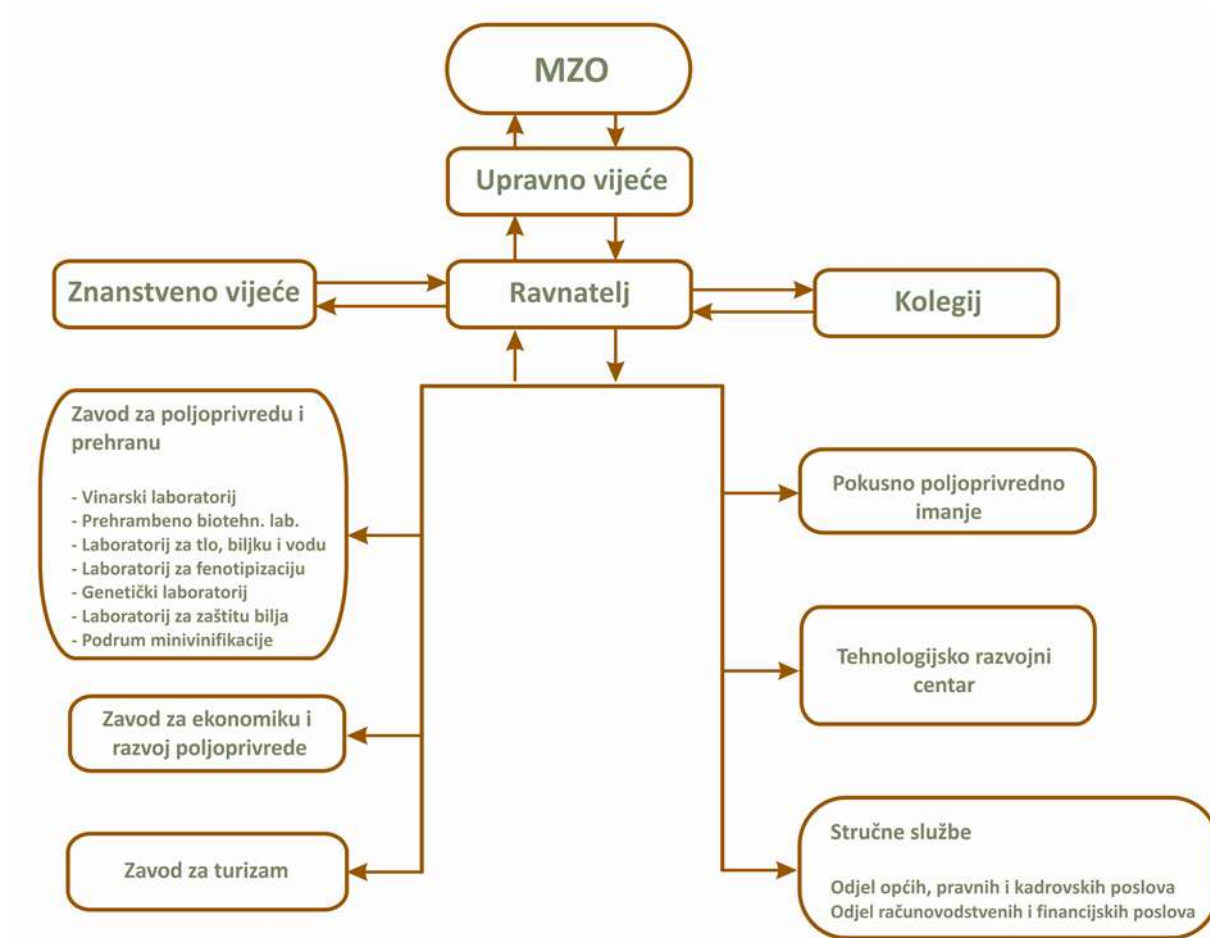 MZO
Upravno vijeće
Znanstveno vijeće
Ravnatelj
Kolegij
Zavod za poljoprivredu i
prehranu
- Vinarski laboratorij
- Prehrambeno biotehn. lab.
- Laboratorij za tlo, biljku i vodu
- Laboratorij za fenotipizaciju
- Genetički laboratorij
- Laboratorij za zaštitu bilja
- Podrum minivinifikacije
Zavod za ekonomiku i
razvoj poljoprivrede
Zavod za turizam
Pokusno poljoprivredno
imanje
Tehnologijsko razvojni
centar
Stručne službe
Odjel općih, pravnih i kadrovskih poslova
Odjel računovodstvenih i financijskih poslova